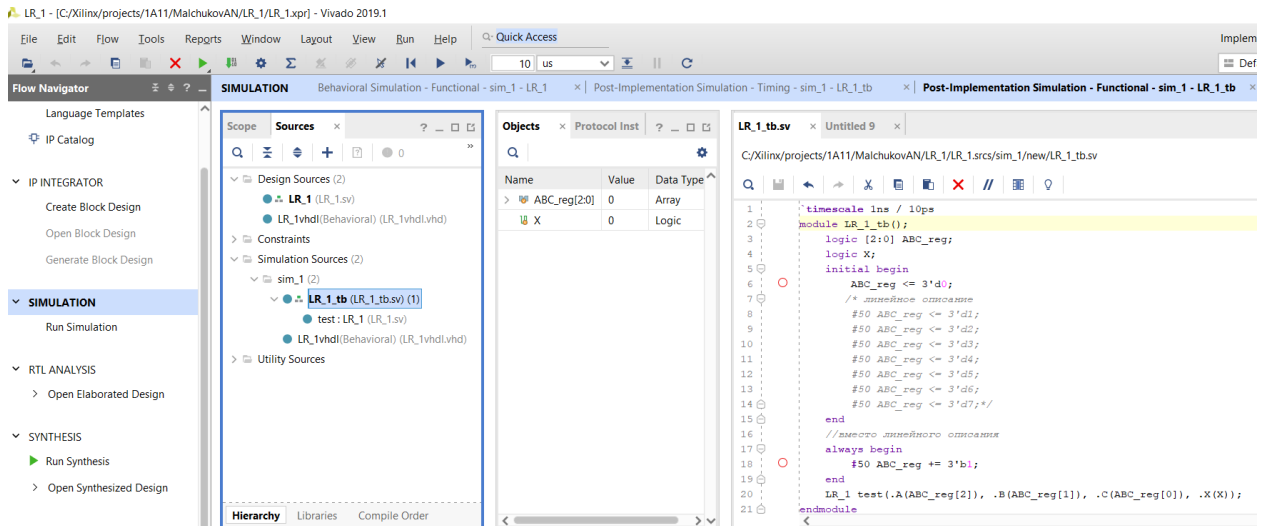 LR_1 - [C:/Xilinx/projects/1A11/MalchukovAN/LR_1/LR_1.xpr] - Vivado 2019.1
File Edit Flow Tools Reports Window Layout View Run Help Quick Access Implem
10 us Def
Flow Navigator
Language Templates
IP Catalog
IP INTEGRATOR
Create Block Design
Open Block Design
Generate Block Design
SIMULATION
Run Simulation
RTL ANALYSIS
Open Elaborated Design
SYNTHESIS
Run Synthesis
Open Synthesized Design
SIMULATION Behavioral Simulation - Functional - sim_1 - LR_1 Post-Implementation Simulation - Timing - sim_1 - LR_1_tb Post-Implementation Simulation - Functional - sim_1 - LR_1_tb
Scope Sources
0
Design Sources (2)
LR_1 (LR_1.sv)
LR_1vhdl(Behavioral) (LR_1vhdl.vhd)
Constraints
Simulation Sources (2)
sim_1 (2)
LR_1_tb (LR_1_tb.sv) (1)
test : LR_1 (LR_1.sv)
LR_1vhdl(Behavioral) (LR_1vhdl.vhd)
Utility Sources
Hierarchy Libraries Compile Order
Objects Protocol Inst
Name Value Data Type
ABC_reg[2:0] 0 Array
X 0 Logic
LR_1_tb.sv Untitled 9
C:/Xilinx/projects/1A11/MalchukovAN/LR_1/LR_1.srcs/sim_1/new/LR_1_tb.sv
1 `timescale 1ns / 10ps
2 module LR_1_tb();
3 logic [2:0] ABC_reg;
4 logic X;
5 initial begin
6 ABC_reg <= 3'd0;
7 /* линейное описание
8 #50 ABC_reg <= 3'd1;
9 #50 ABC_reg <= 3'd2;
10 #50 ABC_reg <= 3'd3;
11 #50 ABC_reg <= 3'd4;
12 #50 ABC_reg <= 3'd5;
13 #50 ABC_reg <= 3'd6;
14 #50 ABC_reg <= 3'd7;*/
15 end
16 //вместо линейного описания
17 always begin
18 #50 ABC_reg += 3'b1;
19 end
20 LR_1 test(.A(ABC_reg[2]), .B(ABC_reg[1]), .C(ABC_reg[0]), .X(X));
21 endmodule